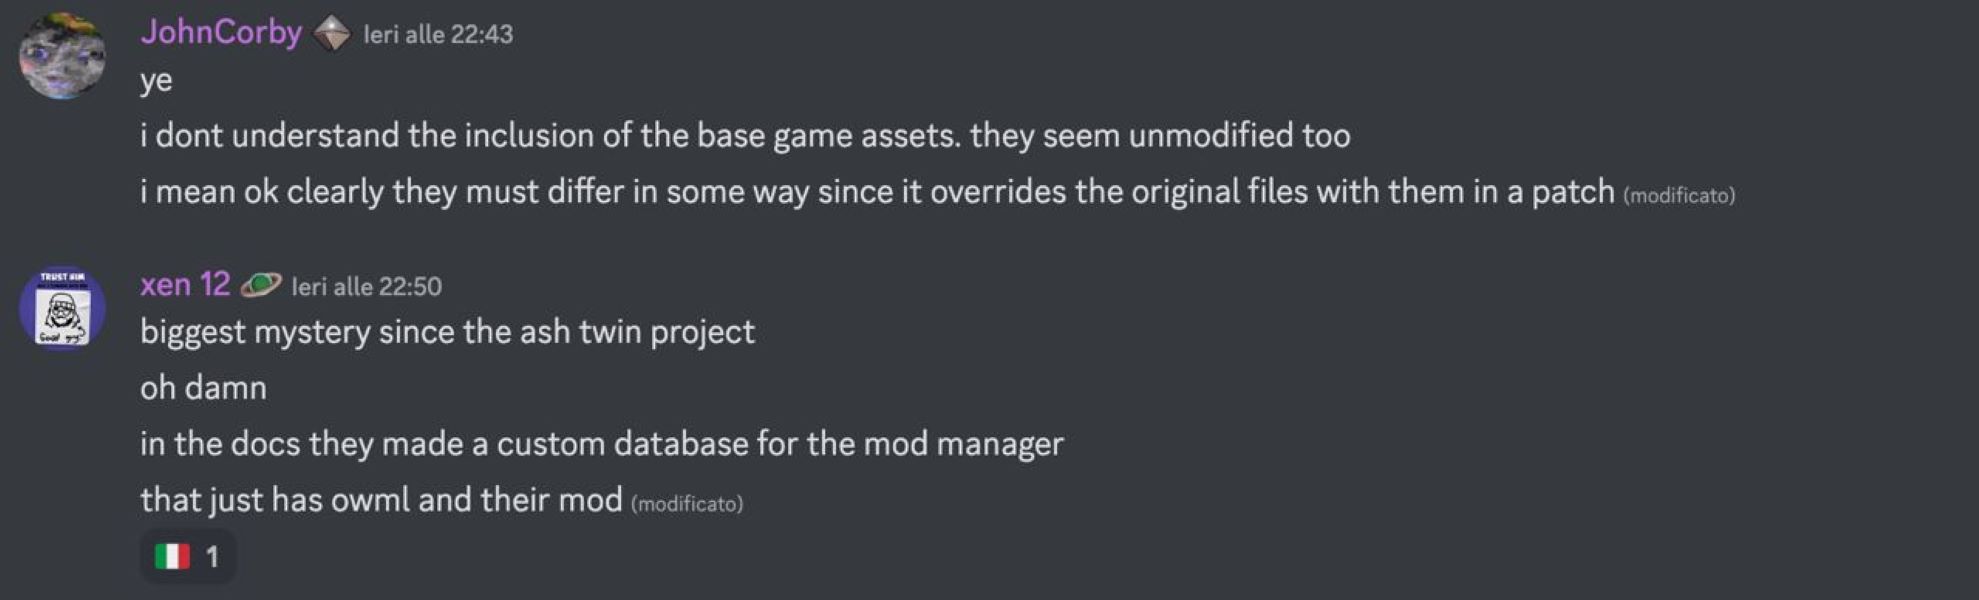 JohnCorby Ieri alle 22:43
ye
i dont understand the inclusion of the base game assets. they seem unmodified too
i mean ok clearly they must differ in some way since it overrides the original files with them in a patch (modificato)
TRUST HIM
xen 12 Ieri alle 22:50
biggest mystery since the ash twin project
oh damn
in the docs they made a custom database for the mod manager
that just has owml and their mod (modificato)
1